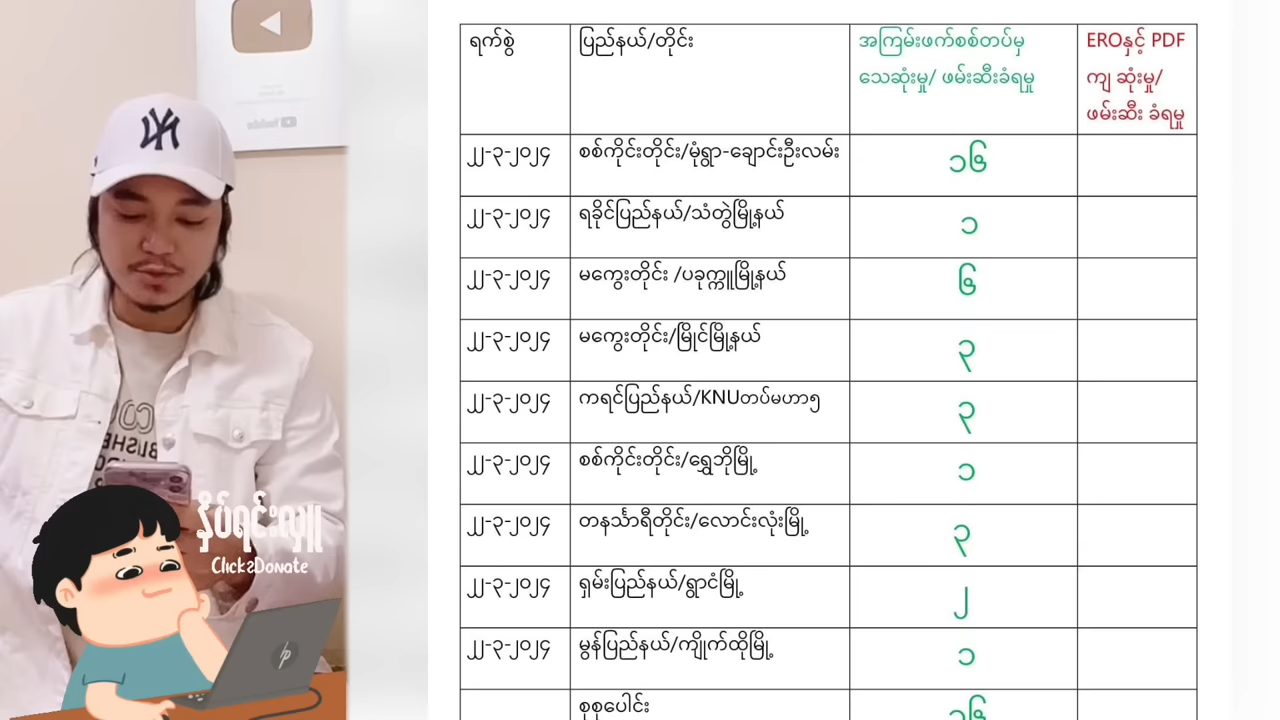 ရက်စွဲ ပြည်နယ်/တိုင်း အကြမ်းဖက်စစ်တပ်မှ EROနှင့် PDF
သေဆုံးမှု/ ဖမ်းဆီးခံရမှု ကျ ဆုံးမှု/
ဖမ်းဆီး ခံရမှု
၂၂-၃-၂၀၂၄ စစ်ကိုင်းတိုင်း/မုံရွာ-ချောင်းဦးလမ်း ၁၆
၂၂-၃-၂၀၂၄ ရခိုင်ပြည်နယ်/သံတွဲမြို့နယ် ၁
၂၂-၃-၂၀၂၄ မကွေးတိုင်း /ပခုက္ကူမြို့နယ် ၆
၂၂-၃-၂၀၂၄ မကွေးတိုင်း/မြိုင်မြို့နယ် ၃
၂၂-၃-၂၀၂၄ ကရင်ပြည်နယ်/KNUတပ်မဟာ၅ ၃
၂၂-၃-၂၀၂၄ စစ်ကိုင်းတိုင်း/ရွှေဘိုမြို့ ၁
၂၂-၃-၂၀၂၄ တနင်္သာရီတိုင်း/လောင်းလုံးမြို့ ၃
၂၂-၃-၂၀၂၄ ရှမ်းပြည်နယ်/ရွာငံမြို့ ၂
၂၂-၃-၂၀၂၄ မွန်ပြည်နယ်/ကျိုက်ထိုမြို့ ၁
စုစုပေါင်း ၁၆
နှိပ်ရင်းလှူ
Click2Donate